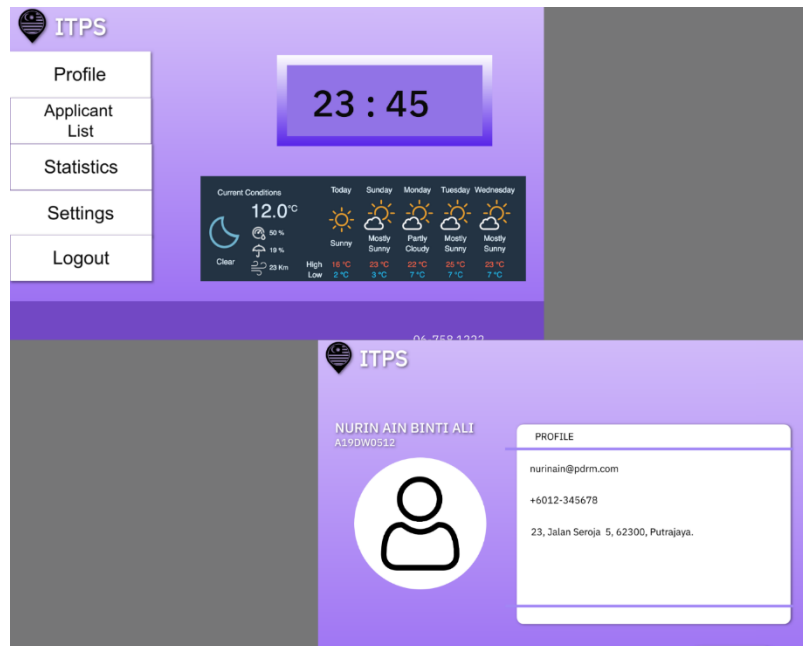 ITPS
Profile
Applicant
List
Statistics
Settings
Logout
23 : 45
Current Conditions
12.0°C
50 %
19 %
23 Km
Clear
Today Sunday Monday Tuesday Wednesday
Sunny Mostly Sunny Partly Cloudy Mostly Sunny Mostly Sunny
High 16 °C 23 °C 22 °C 25 °C 23 °C
Low 2 °C 3 °C 7 °C 7 °C 7 °C
06-758 1222
ITPS
NURIN AIN BINTI ALI
A19DW0512
PROFILE
nurinain@pdrm.com
+6012-345678
23, Jalan Seroja 5, 62300, Putrajaya.